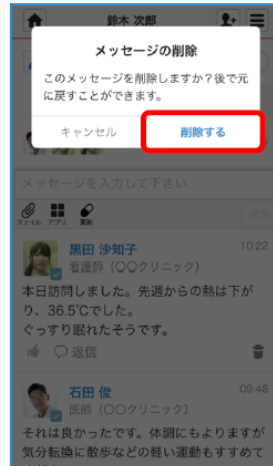 鈴木 次郎
メッセージの削除
このメッセージを削除しますか？後で元
に戻すことができます。
キャンセル
削除する
メッセージを入力して下さい
ファイル アプリ 薬剤
黒田 沙知子
10:22
看護師（〇〇クリニック）
本日訪問しました。先週からの熱は下が
り、36.5℃でした。
ぐっすり眠れたそうです。
返信
石田 俊
09:48
医師（〇〇クリニック）
それは良かったです。体調にもよりますが
気分転換に散歩などの軽い運動もすすめて